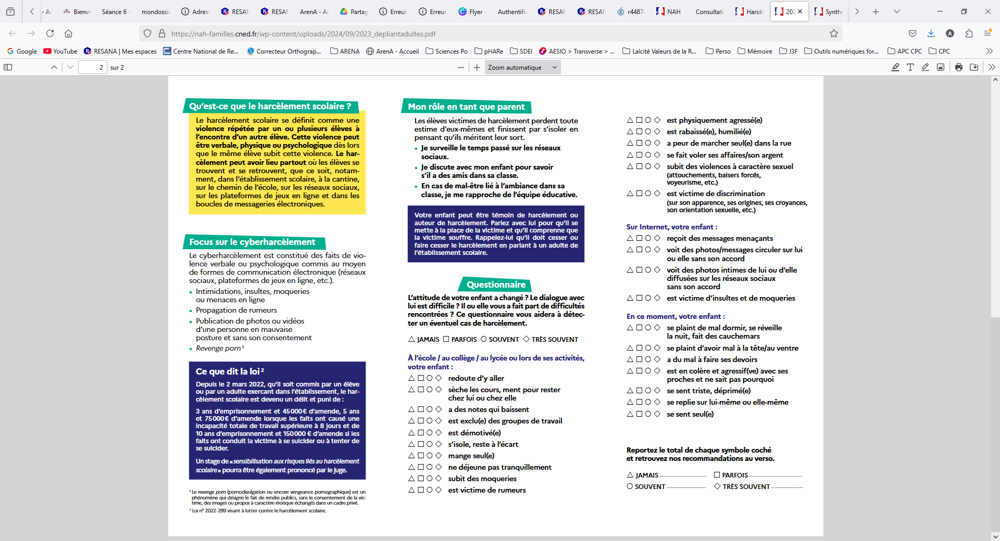 - Ac
Bienve
Séance 6 -
mondossie
Adres
RESAN
RESAN
ArenA - Ac
Partag
Erreur
Erreur
Flyer -
Authentifi
RESAN
RESAN
r4487
NAH
Consultati
Harcèl
202
Synthè
https://nah-familles.cned.fr/wp-content/uploads/2024/09/2023_depliantadultes.pdf
Google
YouTube
RESANA | Mes espaces
Centre National de Re...
Correcteur Orthograp...
ARENA
ArenA - Accueil
Sciences Po
pHARe
SDEI
AESIO > Transverse > ...
Laïcité Valeurs de la R...
Perso
Mémoire
J3F
Outils numériques for...
APC CPC
CPC
2 sur 2
Zoom automatique
Qu'est-ce que le harcèlement scolaire ?
Le harcèlement scolaire se définit comme une
violence répétée par un ou plusieurs élèves à
l'encontre d'un autre élève. Cette violence peut
être verbale, physique ou psychologique dès lors
que le même élève subit cette violence. Le har-
cèlement peut avoir lieu partout où les élèves se
trouvent et se retrouvent, que ce soit, notam-
ment, dans l'établissement scolaire, à la cantine,
sur le chemin de l'école, sur les réseaux sociaux,
sur les plateformes de jeux en ligne et dans les
boucles de messageries électroniques.
Focus sur le cyberharcèlement
Le cyberharcèlement est constitué des faits de vio-
lence verbale ou psychologique commis au moyen
de formes de communication électronique (réseaux
sociaux, plateformes de jeux en ligne, etc.).
• Intimidations, insultes, moqueries
ou menaces en ligne
• Propagation de rumeurs
• Publication de photos ou vidéos
d'une personne en mauvaise
posture et sans son consentement
• Revenge porn ¹
Ce que dit la loi ²
Depuis le 2 mars 2022, qu'il soit commis par un élève
ou par un adulte exercant dans l'établissement, le har-
cèlement scolaire est devenu un délit et puni de :
3 ans d'emprisonnement et 45 000 € d'amende, 5 ans
et 75 000 € d'amende lorsque les faits ont causé une
incapacité totale de travail supérieure à 8 jours et de
10 ans d'emprisonnement et 150 000 € d'amende si les
faits ont conduit la victime à se suicider ou à tenter de
se suicider.
Un stage de « sensibilisation aux risques liés au harcèlement
scolaire » pourra être également prononcé par le juge.
¹ Le revenge porn (pornodivulgation ou encore vengeance pornographique) est un
phénomène qui désigne le fait de rendre publics, sans le consentement de la vic-
time, des images ou propos à caractère érotique échangés dans un cadre privé.
² Loi n° 2022-299 visant à lutter contre le harcèlement scolaire.
Mon rôle en tant que parent
Les élèves victimes de harcèlement perdent toute
estime d'eux-mêmes et finissent par s'isoler en
pensant qu'ils méritent leur sort.
• Je surveille le temps passé sur les réseaux
sociaux.
• Je discute avec mon enfant pour savoir
s'il a des amis dans sa classe.
• En cas de mal-être lié à l'ambiance dans sa
classe, je me rapproche de l'équipe éducative.
Votre enfant peut être témoin de harcèlement ou
auteur de harcèlement. Parlez avec lui pour qu'il se
mette à la place de la victime et qu'il comprenne que
la victime souffre. Rappelez-lui qu'il doit cesser ou
faire cesser le harcèlement en parlant à un adulte de
l'établissement scolaire.
Questionnaire
L'attitude de votre enfant a changé ? Le dialogue avec
lui est difficile ? Il ou elle vous a fait part de difficultés
rencontrées ? Ce questionnaire vous aidera à détec-
ter un éventuel cas de harcèlement.
△ JAMAIS □ PARFOIS ○ SOUVENT ◇ TRÈS SOUVENT
À l'école / au collège / au lycée ou lors de ses activités,
votre enfant :
△ □ ○ ◇ redoute d'y aller
△ □ ○ ◇ sèche les cours, ment pour rester
chez lui ou chez elle
△ □ ○ ◇ a des notes qui baissent
△ □ ○ ◇ est exclu(e) des groupes de travail
△ □ ○ ◇ est démotivé(e)
△ □ ○ ◇ s'isole, reste à l'écart
△ □ ○ ◇ mange seul(e)
△ □ ○ ◇ ne déjeune pas tranquillement
△ □ ○ ◇ subit des moqueries
△ □ ○ ◇ est victime de rumeurs
△ □ ○ ◇ est physiquement agressé(e)
△ □ ○ ◇ est rabaissé(e), humilié(e)
△ □ ○ ◇ a peur de marcher seul(e) dans la rue
△ □ ○ ◇ se fait voler ses affaires/son argent
△ □ ○ ◇ subit des violences à caractère sexuel
(attouchements, baisers forcés,
voyeurisme, etc.)
△ □ ○ ◇ est victime de discrimination
(sur son apparence, ses origines, ses croyances,
son orientation sexuelle, etc.)
Sur Internet, votre enfant :
△ □ ○ ◇ reçoit des messages menaçants
△ □ ○ ◇ voit des photos/messages circuler sur lui
ou elle sans son accord
△ □ ○ ◇ voit des photos intimes de lui ou d'elle
diffusées sur les réseaux sociaux
sans son accord
△ □ ○ ◇ est victime d'insultes et de moqueries
En ce moment, votre enfant :
△ □ ○ ◇ se plaint de mal dormir, se réveille
la nuit, fait des cauchemars
△ □ ○ ◇ se plaint d'avoir mal à la tête/au ventre
△ □ ○ ◇ a du mal à faire ses devoirs
△ □ ○ ◇ est en colère et agressif(ve) avec ses
proches et ne sait pas pourquoi
△ □ ○ ◇ se sent triste, déprimé(e)
△ □ ○ ◇ se replie sur lui-même ou elle-même
△ □ ○ ◇ se sent seul(e)
Reportez le total de chaque symbole coché
et retrouvez nos recommandations au verso.
△ JAMAIS .......... □ PARFOIS ..........
○ SOUVENT .......... ◇ TRÈS SOUVENT ..........